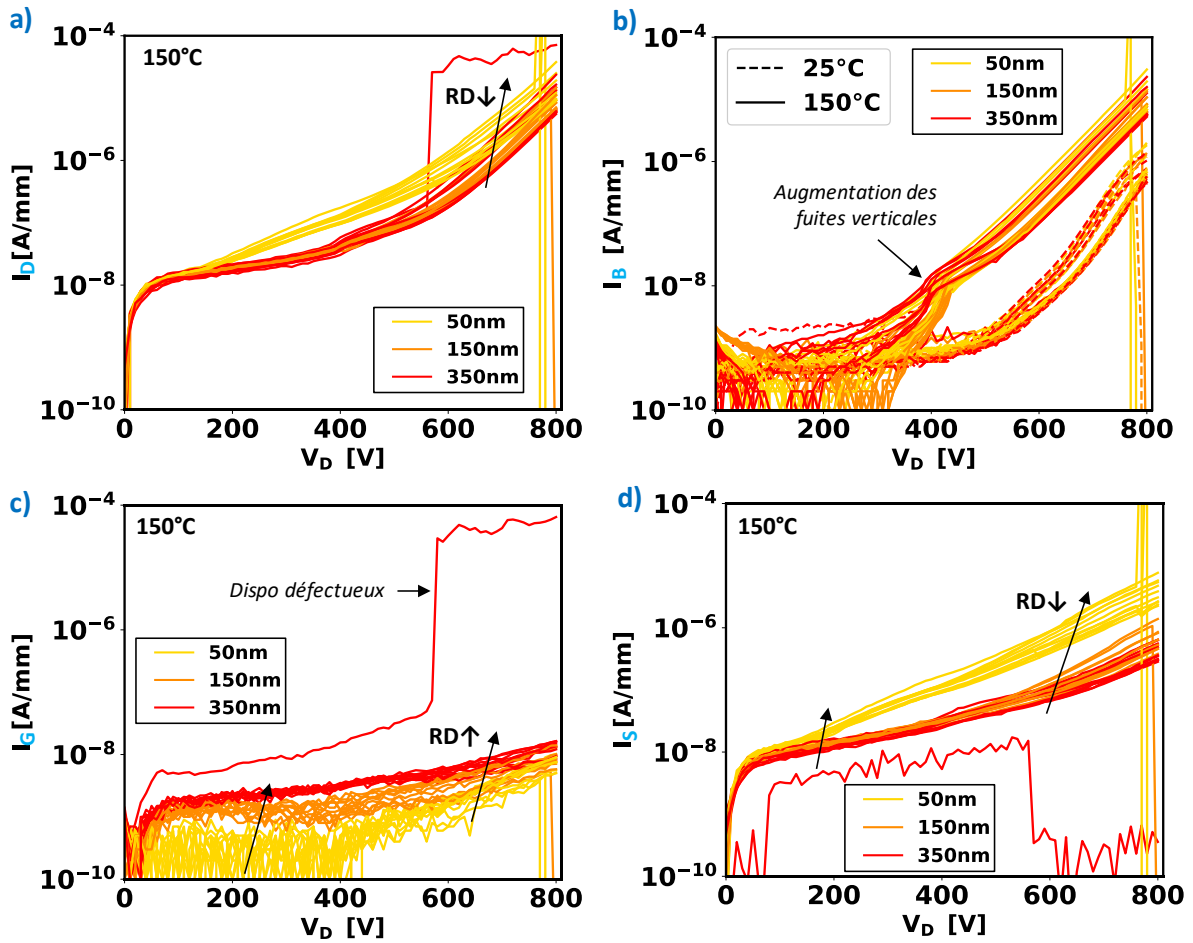 a)
150°C
RD↓
50nm
150nm
350nm
I_D[A/mm]
10⁻⁴
10⁻⁶
10⁻⁸
10⁻¹⁰
0 200 400 600 800
V_D [V]
b)
25°C
150°C
50nm
150nm
350nm
Augmentation des
fuites verticales
I_B [A/mm]
10⁻⁴
10⁻⁶
10⁻⁸
10⁻¹⁰
0 200 400 600 800
V_D [V]
c)
150°C
Dispo défectueux
50nm
150nm
350nm
RD↑
I_G[A/mm]
10⁻⁴
10⁻⁶
10⁻⁸
10⁻¹⁰
0 200 400 600 800
V_D [V]
d)
150°C
RD↓
50nm
150nm
350nm
I_S[A/mm]
10⁻⁴
10⁻⁶
10⁻⁸
10⁻¹⁰
0 200 400 600 800
V_D [V]